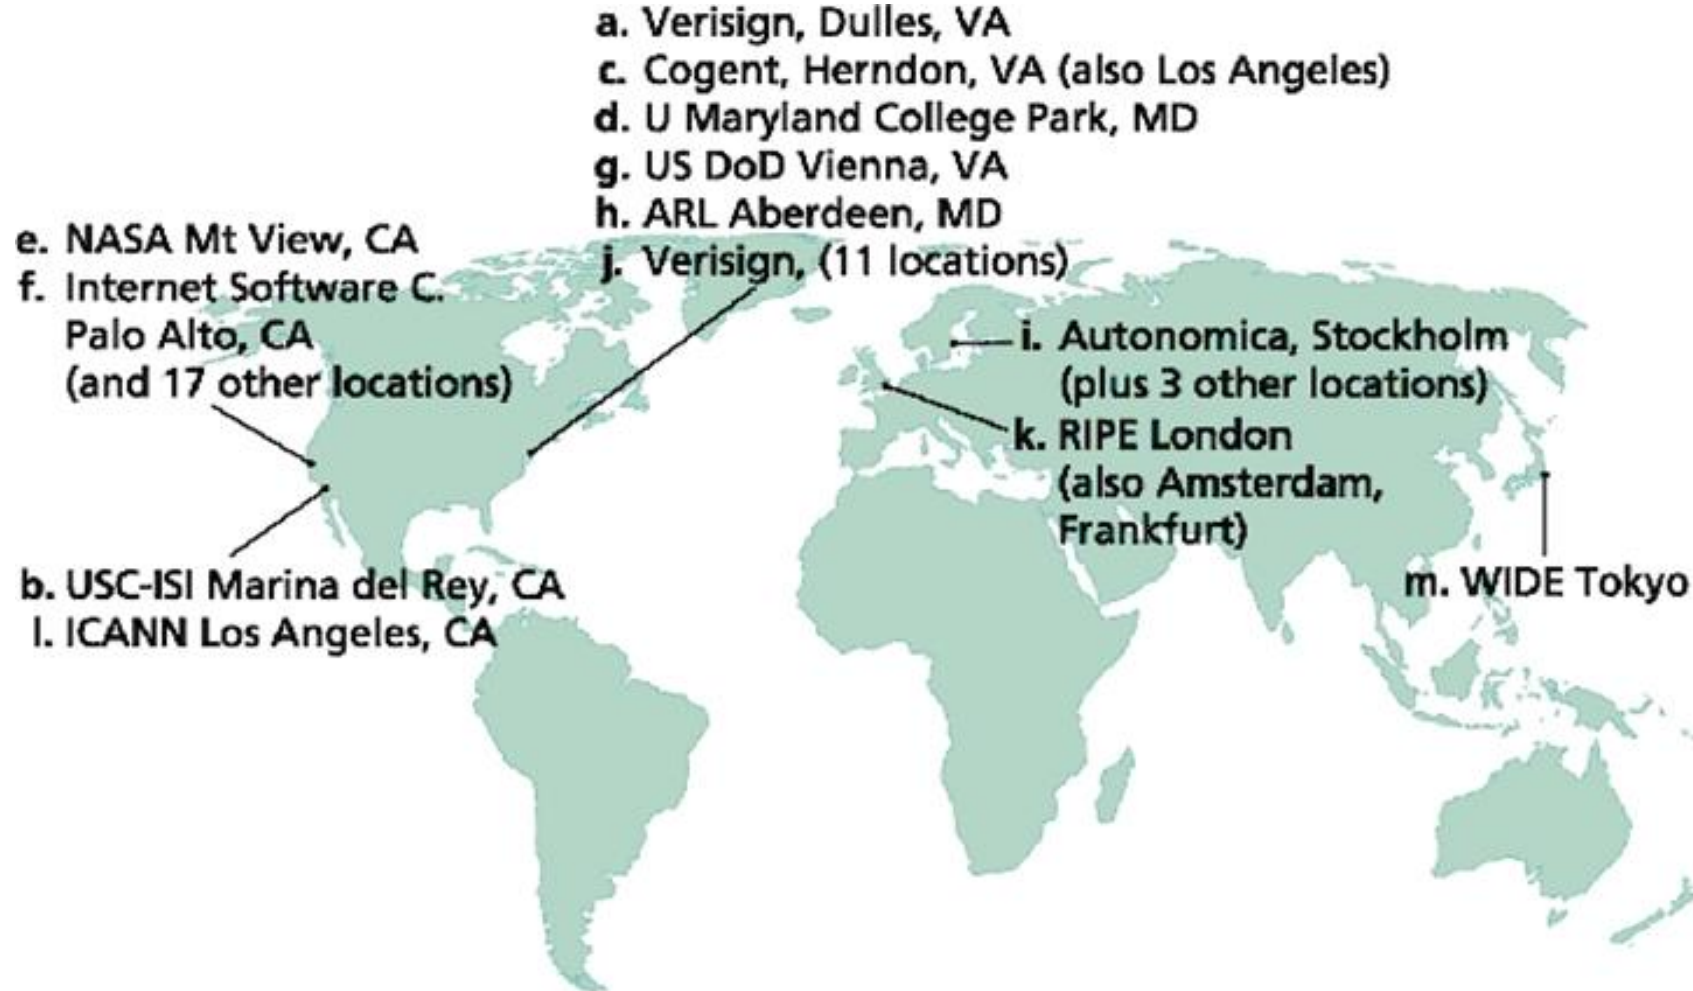 a. Verisign, Dulles, VA
c. Cogent, Herndon, VA (also Los Angeles)
d. U Maryland College Park, MD
g. US DoD Vienna, VA
h. ARL Aberdeen, MD
j. Verisign, (11 locations)
e. NASA Mt View, CA
f. Internet Software C.
Palo Alto, CA
(and 17 other locations)
i. Autonomica, Stockholm
(plus 3 other locations)
k. RIPE London
(also Amsterdam,
Frankfurt)
m. WIDE Tokyo
b. USC-ISI Marina del Rey, CA
l. ICANN Los Angeles, CA